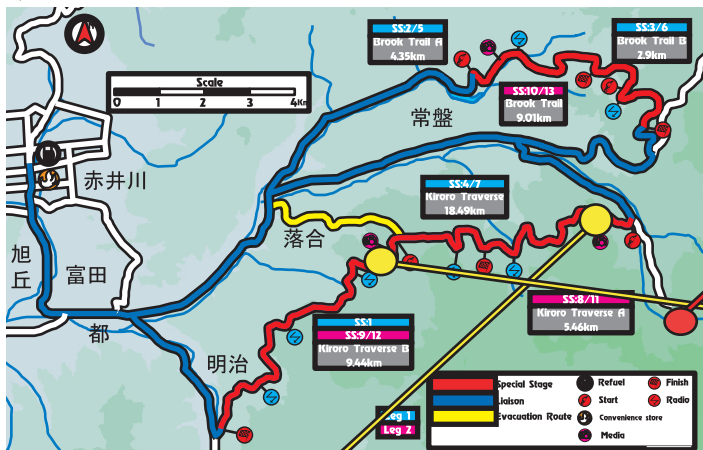 SS:2/5
Brook Trail A
4.35km
SS:3/6
Brook Trail B
2.9km
Scale
0 1 2 3 4Km
SS:10/13
Brook Trail
9.01km
常盤
赤井川
SS:4/7
Kiroro Traverse
18.49km
落合
旭丘
富田
都
SS:8/11
Kiroro Traverse A
5.46km
SS:1
SS:9/12
Kiroro Traverse B
9.44km
明治
Special Stage
Liaison
Evacuation Route
Refuel
Start
Convenience store
Media
Finish
Radio
Leg 1
Leg 2